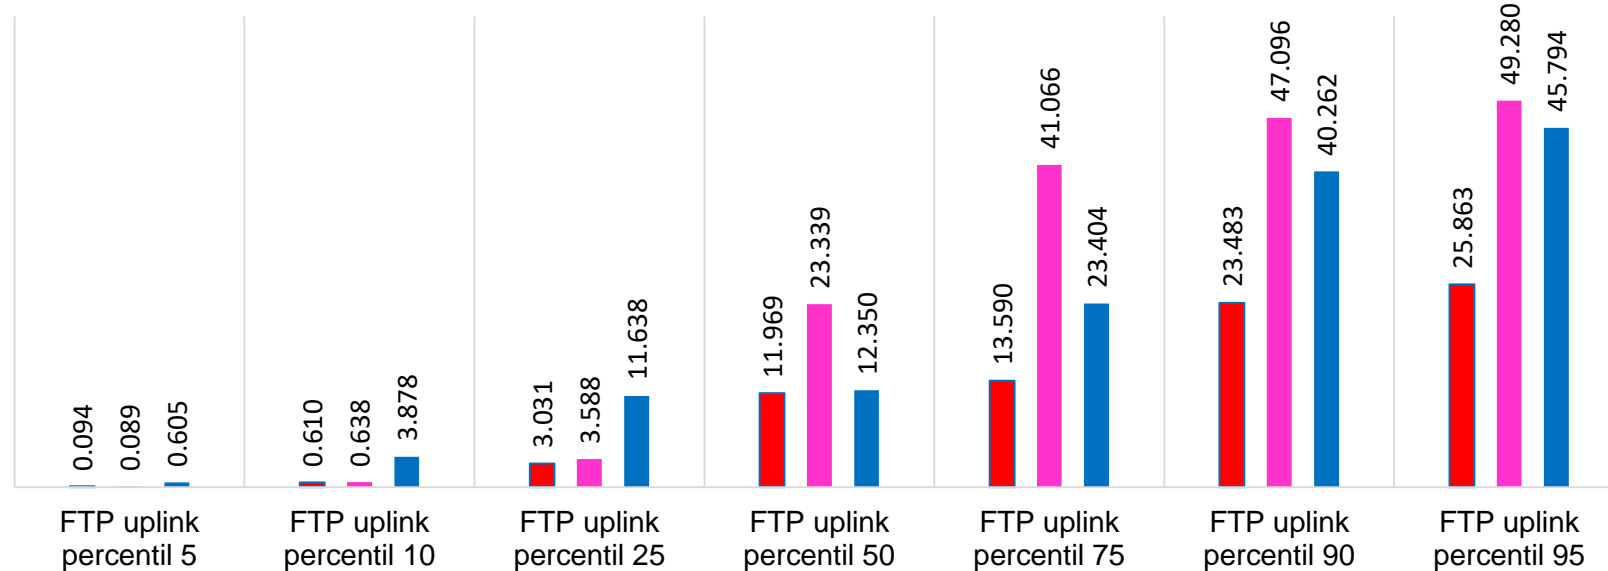 0.094
0.089
0.605
0.610
0.638
3.878
3.031
3.588
11.638
11.969
23.339
12.350
13.590
41.066
23.404
23.483
47.096
40.262
25.863
49.280
45.794
FTP uplink
percentil 5
FTP uplink
percentil 10
FTP uplink
percentil 25
FTP uplink
percentil 50
FTP uplink
percentil 75
FTP uplink
percentil 90
FTP uplink
percentil 95